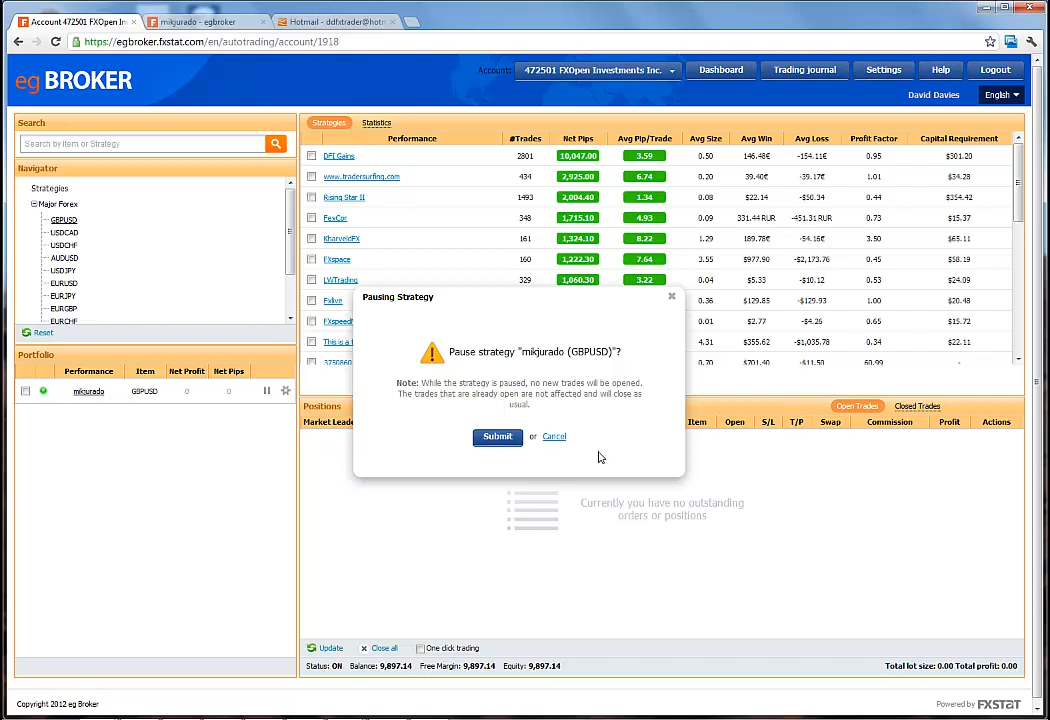 Account 472501 FXOpen In
mikjurado - egbroker
Hotmail - ddfxtrader@hotm
https://egbroker.fxstat.com/en/autotrading/account/1918
eg BROKER
Account:
472501 FXOpen Investments Inc.
Dashboard
Trading journal
Settings
Help
Logout
David Davies
English
Search
Search by Item or Strategy
Navigator
Strategies
Major Forex
GBPUSD
USDCAD
USDCHF
AUDUSD
USDJPY
EURUSD
EURJPY
EURGBP
EURCHF
Reset
Portfolio
Performance Item Net Profit Net Pips
mikjurado GBPUSD 0 0
Strategies Statistics
Performance #Trades Net Pips Avg Pip/Trade Avg Size Avg Win Avg Loss Profit Factor Capital Requirement
DFI Gains 2801 10,047.00 3.59 0.50 146.48€ -154.11€ 0.95 $301.20
www.tradersurfing.com 434 2,925.00 6.74 0.20 39.40€ -39.17€ 1.01 $34.28
Rising Star II 1493 2,004.40 1.34 0.08 $22.14 -$50.34 0.44 $354.42
FexCor 348 1,715.10 4.93 0.09 331.44 RUR -451.31 RUR 0.73 $15.37
KharveldFX 161 1,324.10 8.22 1.29 189.78€ -54.16€ 3.50 $65.11
FXspace 160 1,222.30 7.64 3.55 $977.90 -$2,173.76 0.45 $58.19
LWTrading 329 1,060.30 3.22 0.04 $5.33 -$10.12 0.53 $24.09
Fxlive 0.36 $129.85 -$129.93 1.00 $20.48
FXspeed 0.01 $2.77 -$4.26 0.65 $15.72
This is a 4.31 $355.62 -$1,035.78 0.34 $22.11
3750860 0.70 $701.40 -$11.50 60.99 -
Pausing Strategy
Pause strategy "mikjurado (GBPUSD)"?
Note: While the strategy is paused, no new trades will be opened.
The trades that are already open are not affected and will close as
usual.
Submit or Cancel
Positions
Open Trades Closed Trades
Market Leade Item Open S/L T/P Swap Commission Profit Actions
Currently you have no outstanding
orders or positions
Update Close all One click trading
Status: ON Balance: 9,897.14 Free Margin: 9,897.14 Equity: 9,897.14 Total lot size: 0.00 Total profit: 0.00
Copyright 2012 eg Broker
Powered by FXSTAT